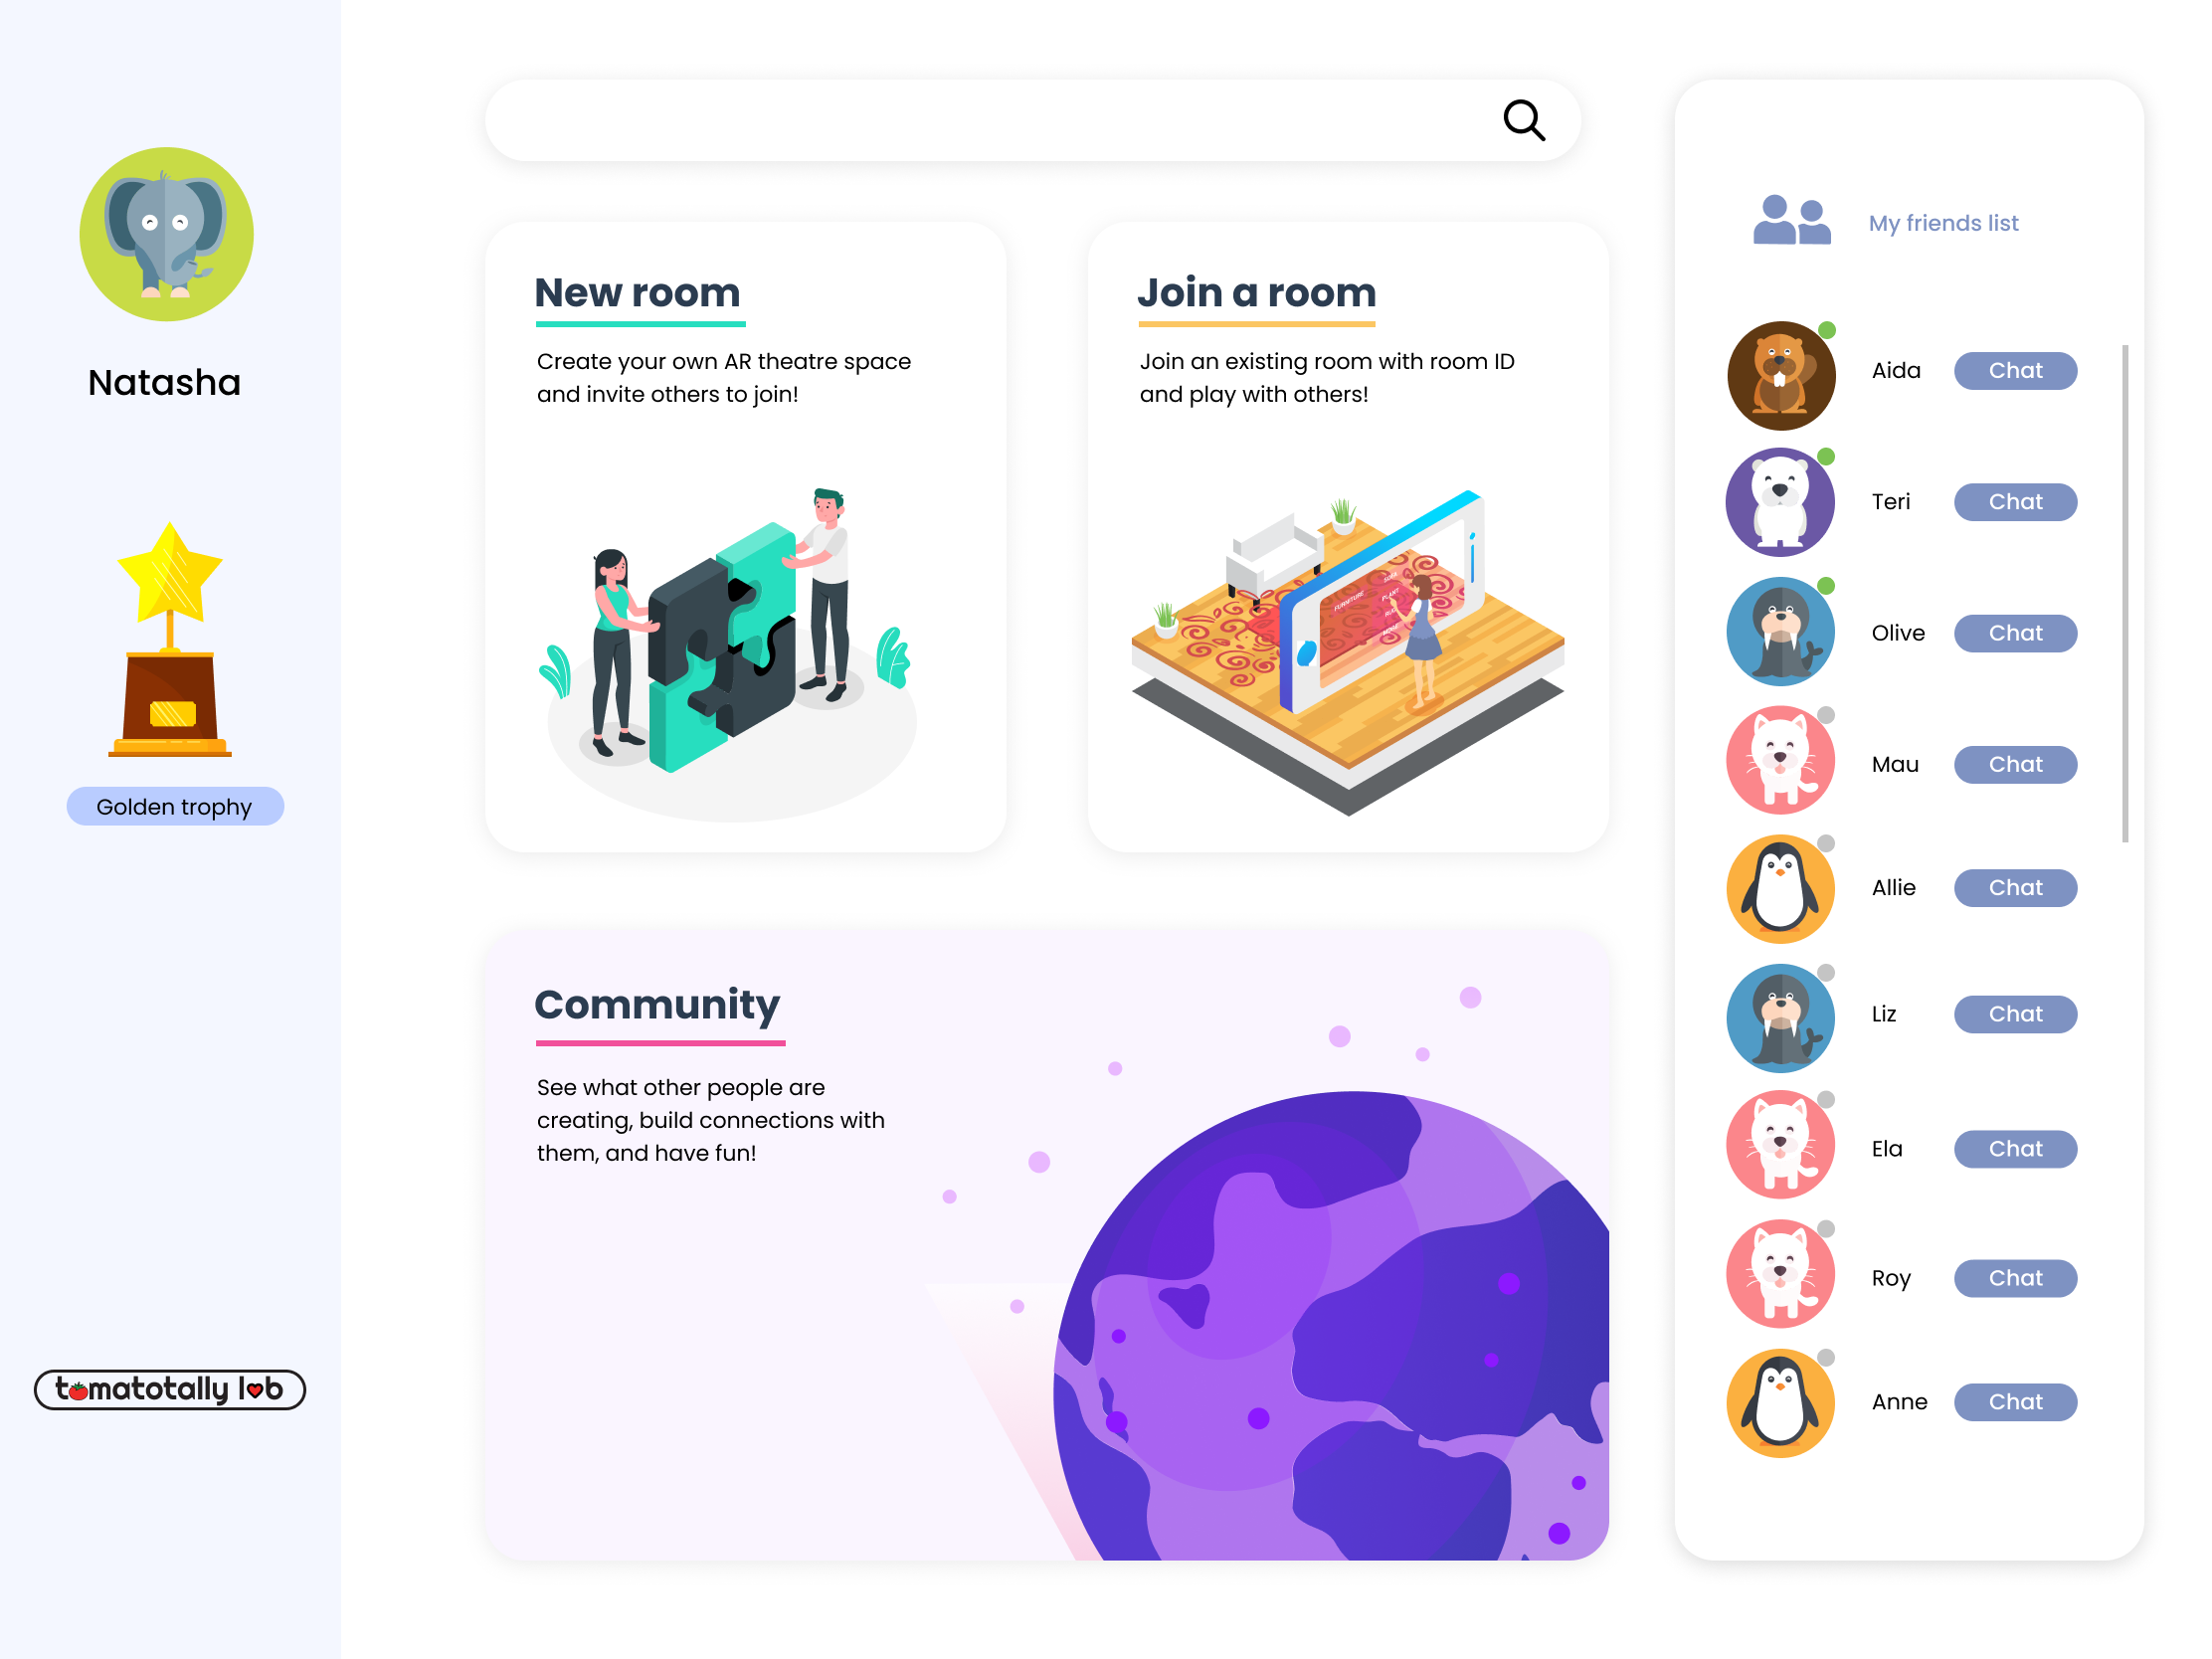 Natasha
Golden trophy
tomatotally lab
New room
Create your own AR theatre space
and invite others to join!
Join a room
Join an existing room with room ID
and play with others!
FURNITURE
PLANT
Community
See what other people are
creating, build connections with
them, and have fun!
My friends list
Aida Chat
Teri Chat
Olive Chat
Mau Chat
Allie Chat
Liz Chat
Ela Chat
Roy Chat
Anne Chat